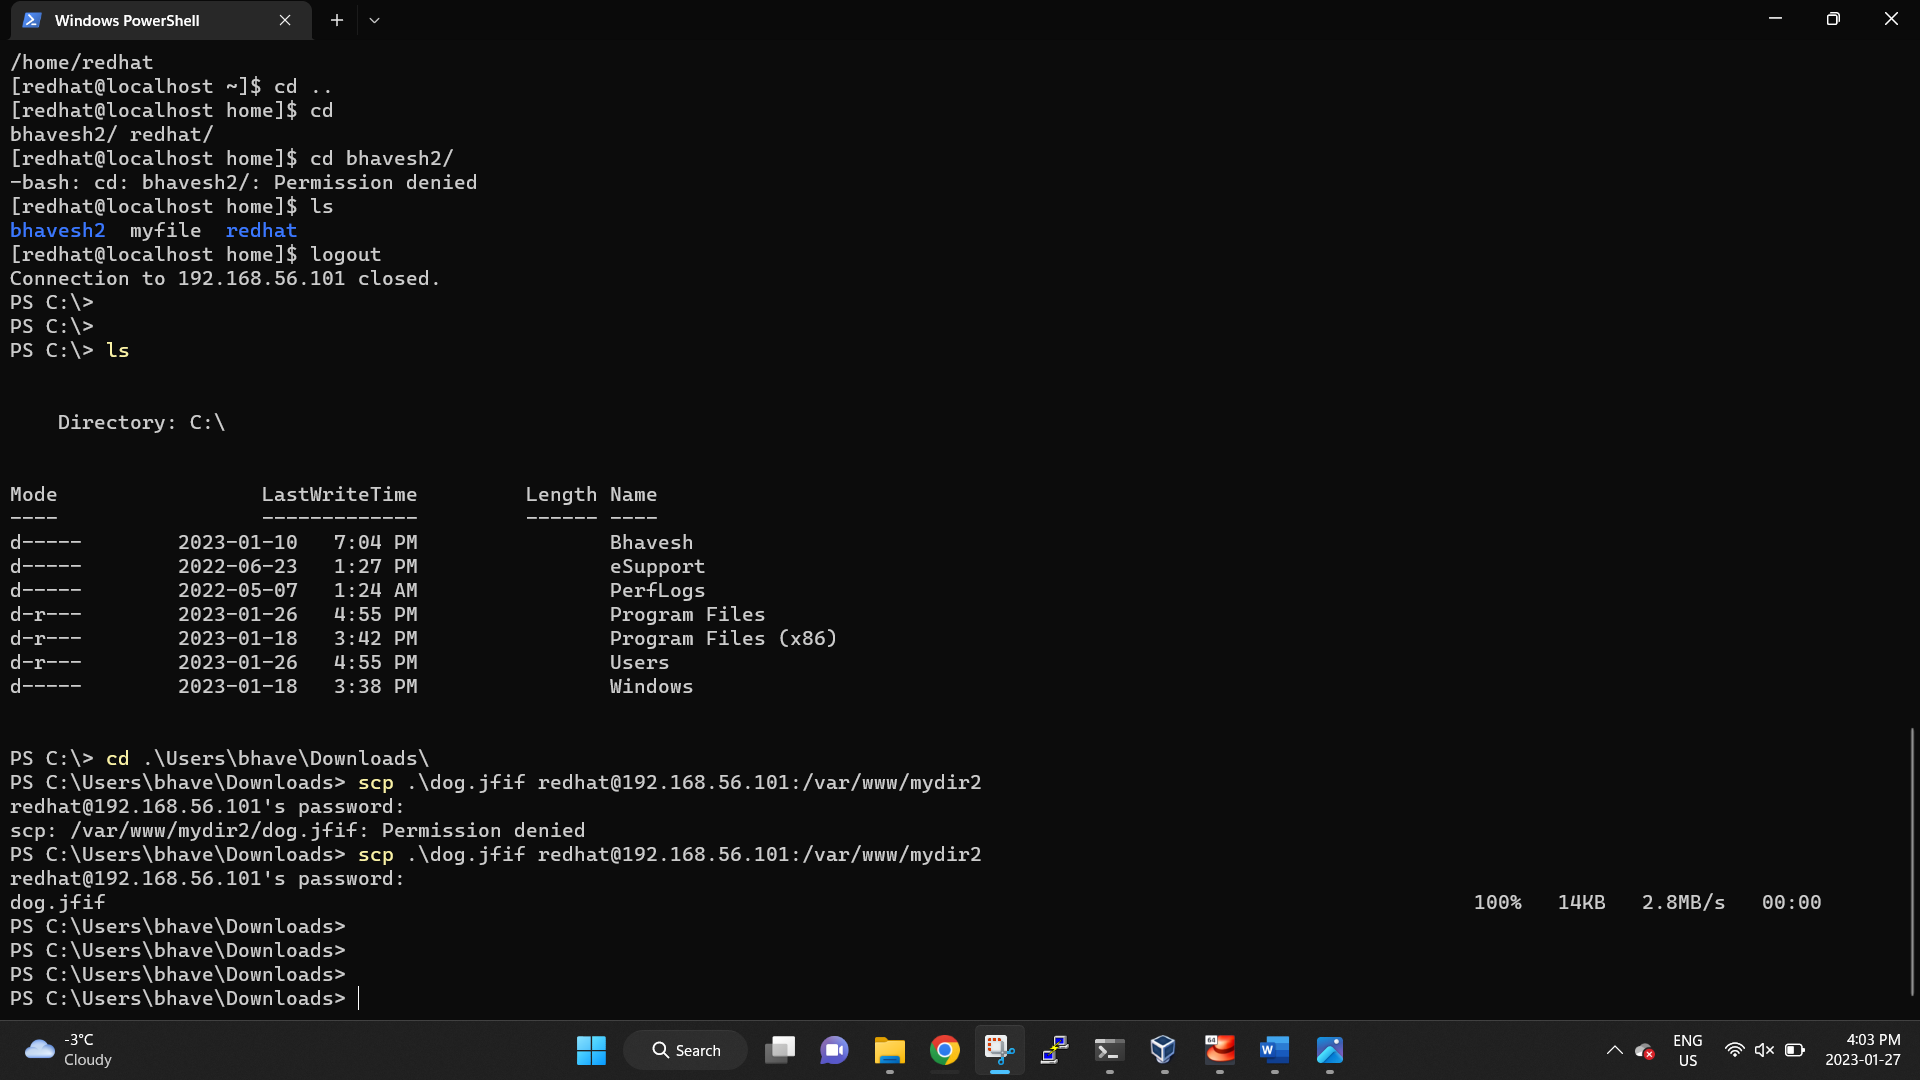 Windows PowerShell
/home/redhat
[redhat@localhost ~]$ cd ..
[redhat@localhost home]$ cd
bhavesh2/ redhat/
[redhat@localhost home]$ cd bhavesh2/
-bash: cd: bhavesh2/: Permission denied
[redhat@localhost home]$ ls
bhavesh2  myfile  redhat
[redhat@localhost home]$ logout
Connection to 192.168.56.101 closed.
PS C:\>
PS C:\>
PS C:\> ls
Directory: C:\
Mode                 LastWriteTime         Length Name
----                 -------------         ------ ----
d-----        2023-01-10   7:04 PM                Bhavesh
d-----        2022-06-23   1:27 PM                eSupport
d-----        2022-05-07   1:24 AM                PerfLogs
d-r---        2023-01-26   4:55 PM                Program Files
d-r---        2023-01-18   3:42 PM                Program Files (x86)
d-r---        2023-01-26   4:55 PM                Users
d-----        2023-01-18   3:38 PM                Windows
PS C:\> cd .\Users\bhave\Downloads\
PS C:\Users\bhave\Downloads> scp .\dog.jfif redhat@192.168.56.101:/var/www/mydir2
redhat@192.168.56.101's password:
scp: /var/www/mydir2/dog.jfif: Permission denied
PS C:\Users\bhave\Downloads> scp .\dog.jfif redhat@192.168.56.101:/var/www/mydir2
redhat@192.168.56.101's password:
dog.jfif 100% 14KB 2.8MB/s 00:00
PS C:\Users\bhave\Downloads>
PS C:\Users\bhave\Downloads>
PS C:\Users\bhave\Downloads>
PS C:\Users\bhave\Downloads>
-3°C
Cloudy
Search
64
W
ENG
US
4:03 PM
2023-01-27